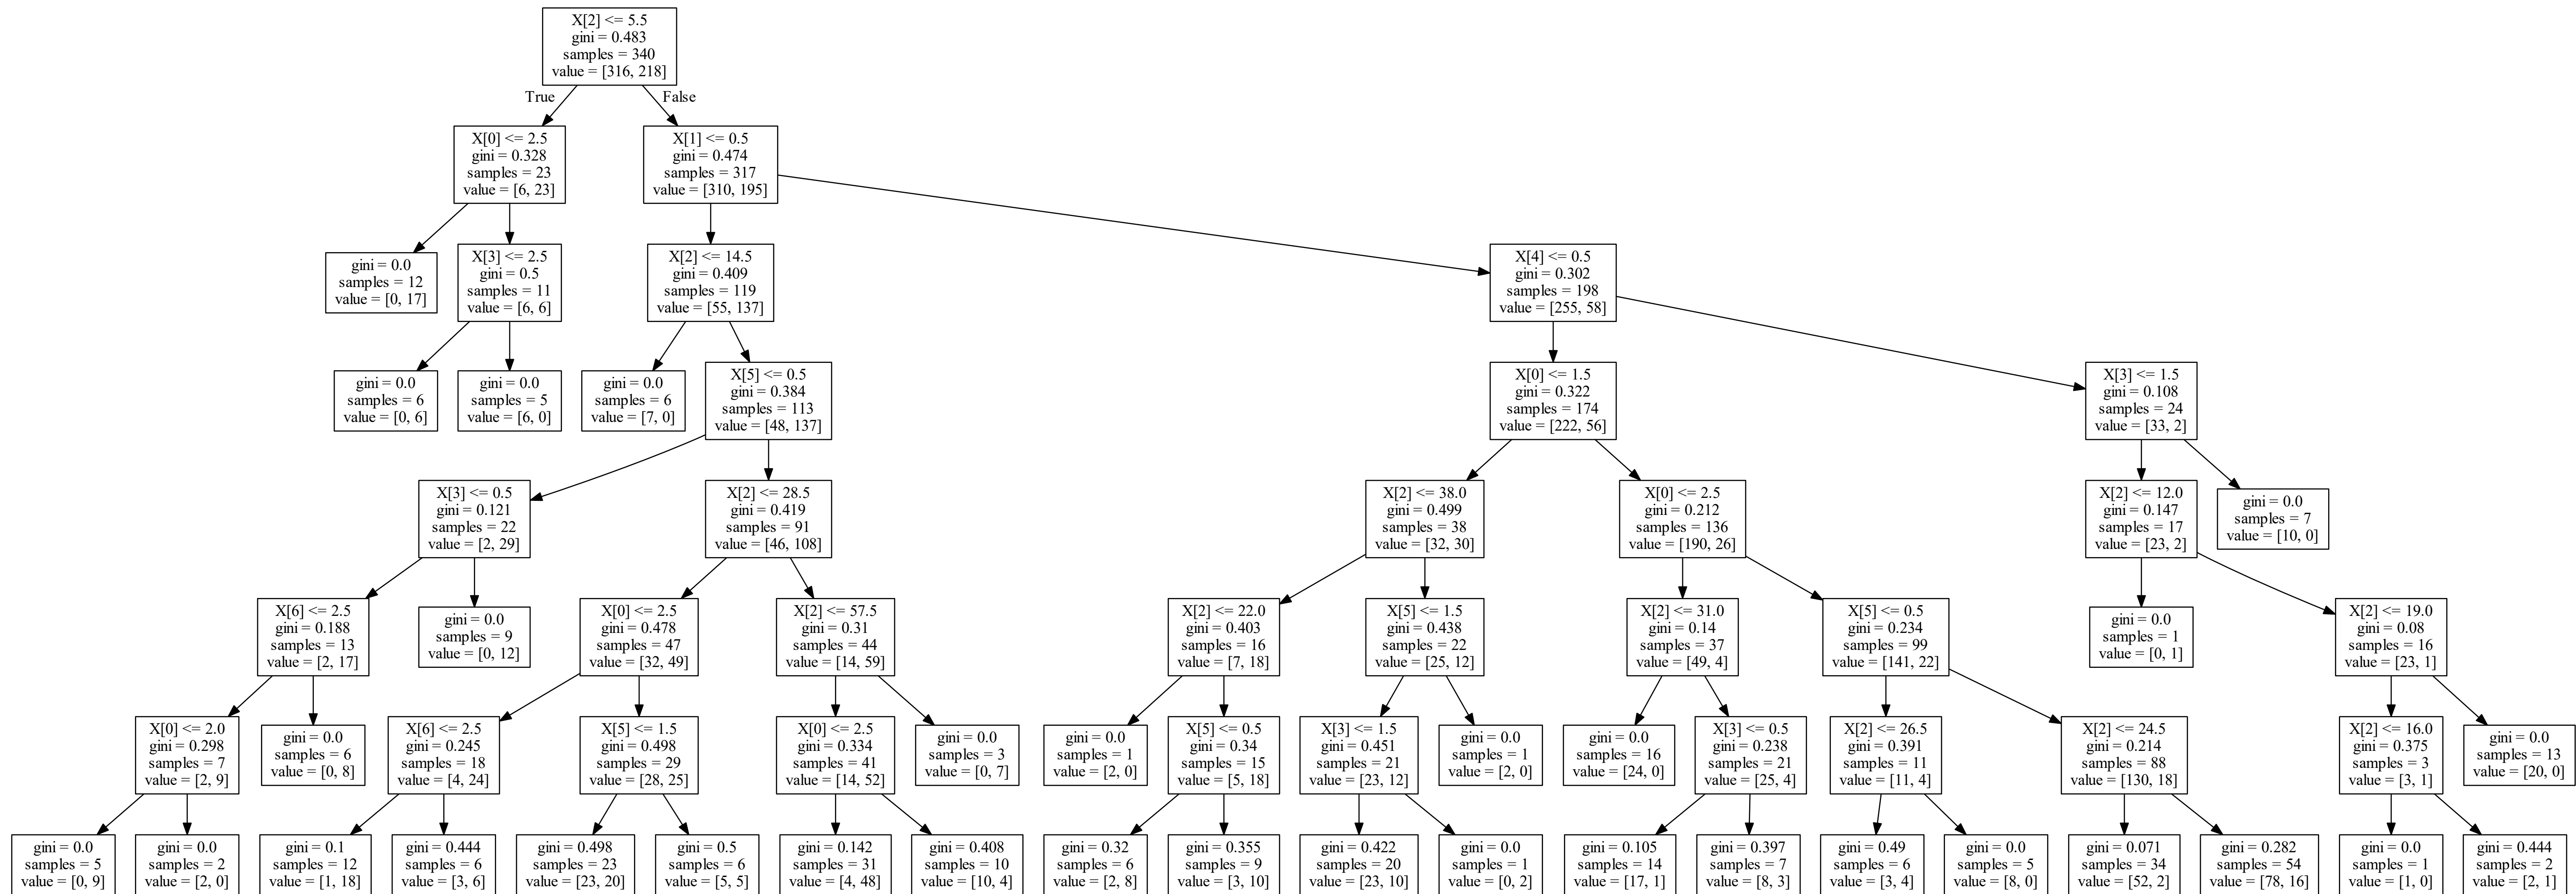 X[2] <= 5.5
gini = 0.483
samples = 340
value = [316, 218]
True
False
X[0] <= 2.5
gini = 0.328
samples = 23
value = [6, 23]
X[1] <= 0.5
gini = 0.474
samples = 317
value = [310, 195]
gini = 0.0
samples = 12
value = [0, 17]
X[3] <= 2.5
gini = 0.5
samples = 11
value = [6, 6]
X[2] <= 14.5
gini = 0.409
samples = 119
value = [55, 137]
X[4] <= 0.5
gini = 0.302
samples = 198
value = [255, 58]
gini = 0.0
samples = 6
value = [0, 6]
gini = 0.0
samples = 5
value = [6, 0]
gini = 0.0
samples = 6
value = [7, 0]
X[5] <= 0.5
gini = 0.384
samples = 113
value = [48, 137]
X[0] <= 1.5
gini = 0.322
samples = 174
value = [222, 56]
X[3] <= 1.5
gini = 0.108
samples = 24
value = [33, 2]
X[3] <= 0.5
gini = 0.121
samples = 22
value = [2, 29]
X[2] <= 28.5
gini = 0.419
samples = 91
value = [46, 108]
X[2] <= 38.0
gini = 0.499
samples = 38
value = [32, 30]
X[0] <= 2.5
gini = 0.212
samples = 136
value = [190, 26]
X[2] <= 12.0
gini = 0.147
samples = 17
value = [23, 2]
gini = 0.0
samples = 7
value = [10, 0]
X[6] <= 2.5
gini = 0.188
samples = 13
value = [2, 17]
gini = 0.0
samples = 9
value = [0, 12]
X[0] <= 2.5
gini = 0.478
samples = 47
value = [32, 49]
X[2] <= 57.5
gini = 0.31
samples = 44
value = [14, 59]
X[2] <= 22.0
gini = 0.403
samples = 16
value = [7, 18]
X[5] <= 1.5
gini = 0.438
samples = 22
value = [25, 12]
X[2] <= 31.0
gini = 0.14
samples = 37
value = [49, 4]
X[5] <= 0.5
gini = 0.234
samples = 99
value = [141, 22]
gini = 0.0
samples = 1
value = [0, 1]
X[2] <= 19.0
gini = 0.08
samples = 16
value = [23, 1]
X[0] <= 2.0
gini = 0.298
samples = 7
value = [2, 9]
gini = 0.0
samples = 6
value = [0, 8]
X[6] <= 2.5
gini = 0.245
samples = 18
value = [4, 24]
X[5] <= 1.5
gini = 0.498
samples = 29
value = [28, 25]
X[0] <= 2.5
gini = 0.334
samples = 41
value = [14, 52]
gini = 0.0
samples = 3
value = [0, 7]
gini = 0.0
samples = 1
value = [2, 0]
X[5] <= 0.5
gini = 0.34
samples = 15
value = [5, 18]
X[3] <= 1.5
gini = 0.451
samples = 21
value = [23, 12]
gini = 0.0
samples = 1
value = [2, 0]
gini = 0.0
samples = 16
value = [24, 0]
X[3] <= 0.5
gini = 0.238
samples = 21
value = [25, 4]
X[2] <= 26.5
gini = 0.391
samples = 11
value = [11, 4]
X[2] <= 24.5
gini = 0.214
samples = 88
value = [130, 18]
X[2] <= 16.0
gini = 0.375
samples = 3
value = [3, 1]
gini = 0.0
samples = 13
value = [20, 0]
gini = 0.0
samples = 5
value = [0, 9]
gini = 0.0
samples = 2
value = [2, 0]
gini = 0.1
samples = 12
value = [1, 18]
gini = 0.444
samples = 6
value = [3, 6]
gini = 0.498
samples = 23
value = [23, 20]
gini = 0.5
samples = 6
value = [5, 5]
gini = 0.142
samples = 31
value = [4, 48]
gini = 0.408
samples = 10
value = [10, 4]
gini = 0.32
samples = 6
value = [2, 8]
gini = 0.355
samples = 9
value = [3, 10]
gini = 0.422
samples = 20
value = [23, 10]
gini = 0.0
samples = 1
value = [0, 2]
gini = 0.105
samples = 14
value = [17, 1]
gini = 0.397
samples = 7
value = [8, 3]
gini = 0.49
samples = 6
value = [3, 4]
gini = 0.0
samples = 5
value = [8, 0]
gini = 0.071
samples = 34
value = [52, 2]
gini = 0.282
samples = 54
value = [78, 16]
gini = 0.0
samples = 1
value = [1, 0]
gini = 0.444
samples = 2
value = [2, 1]